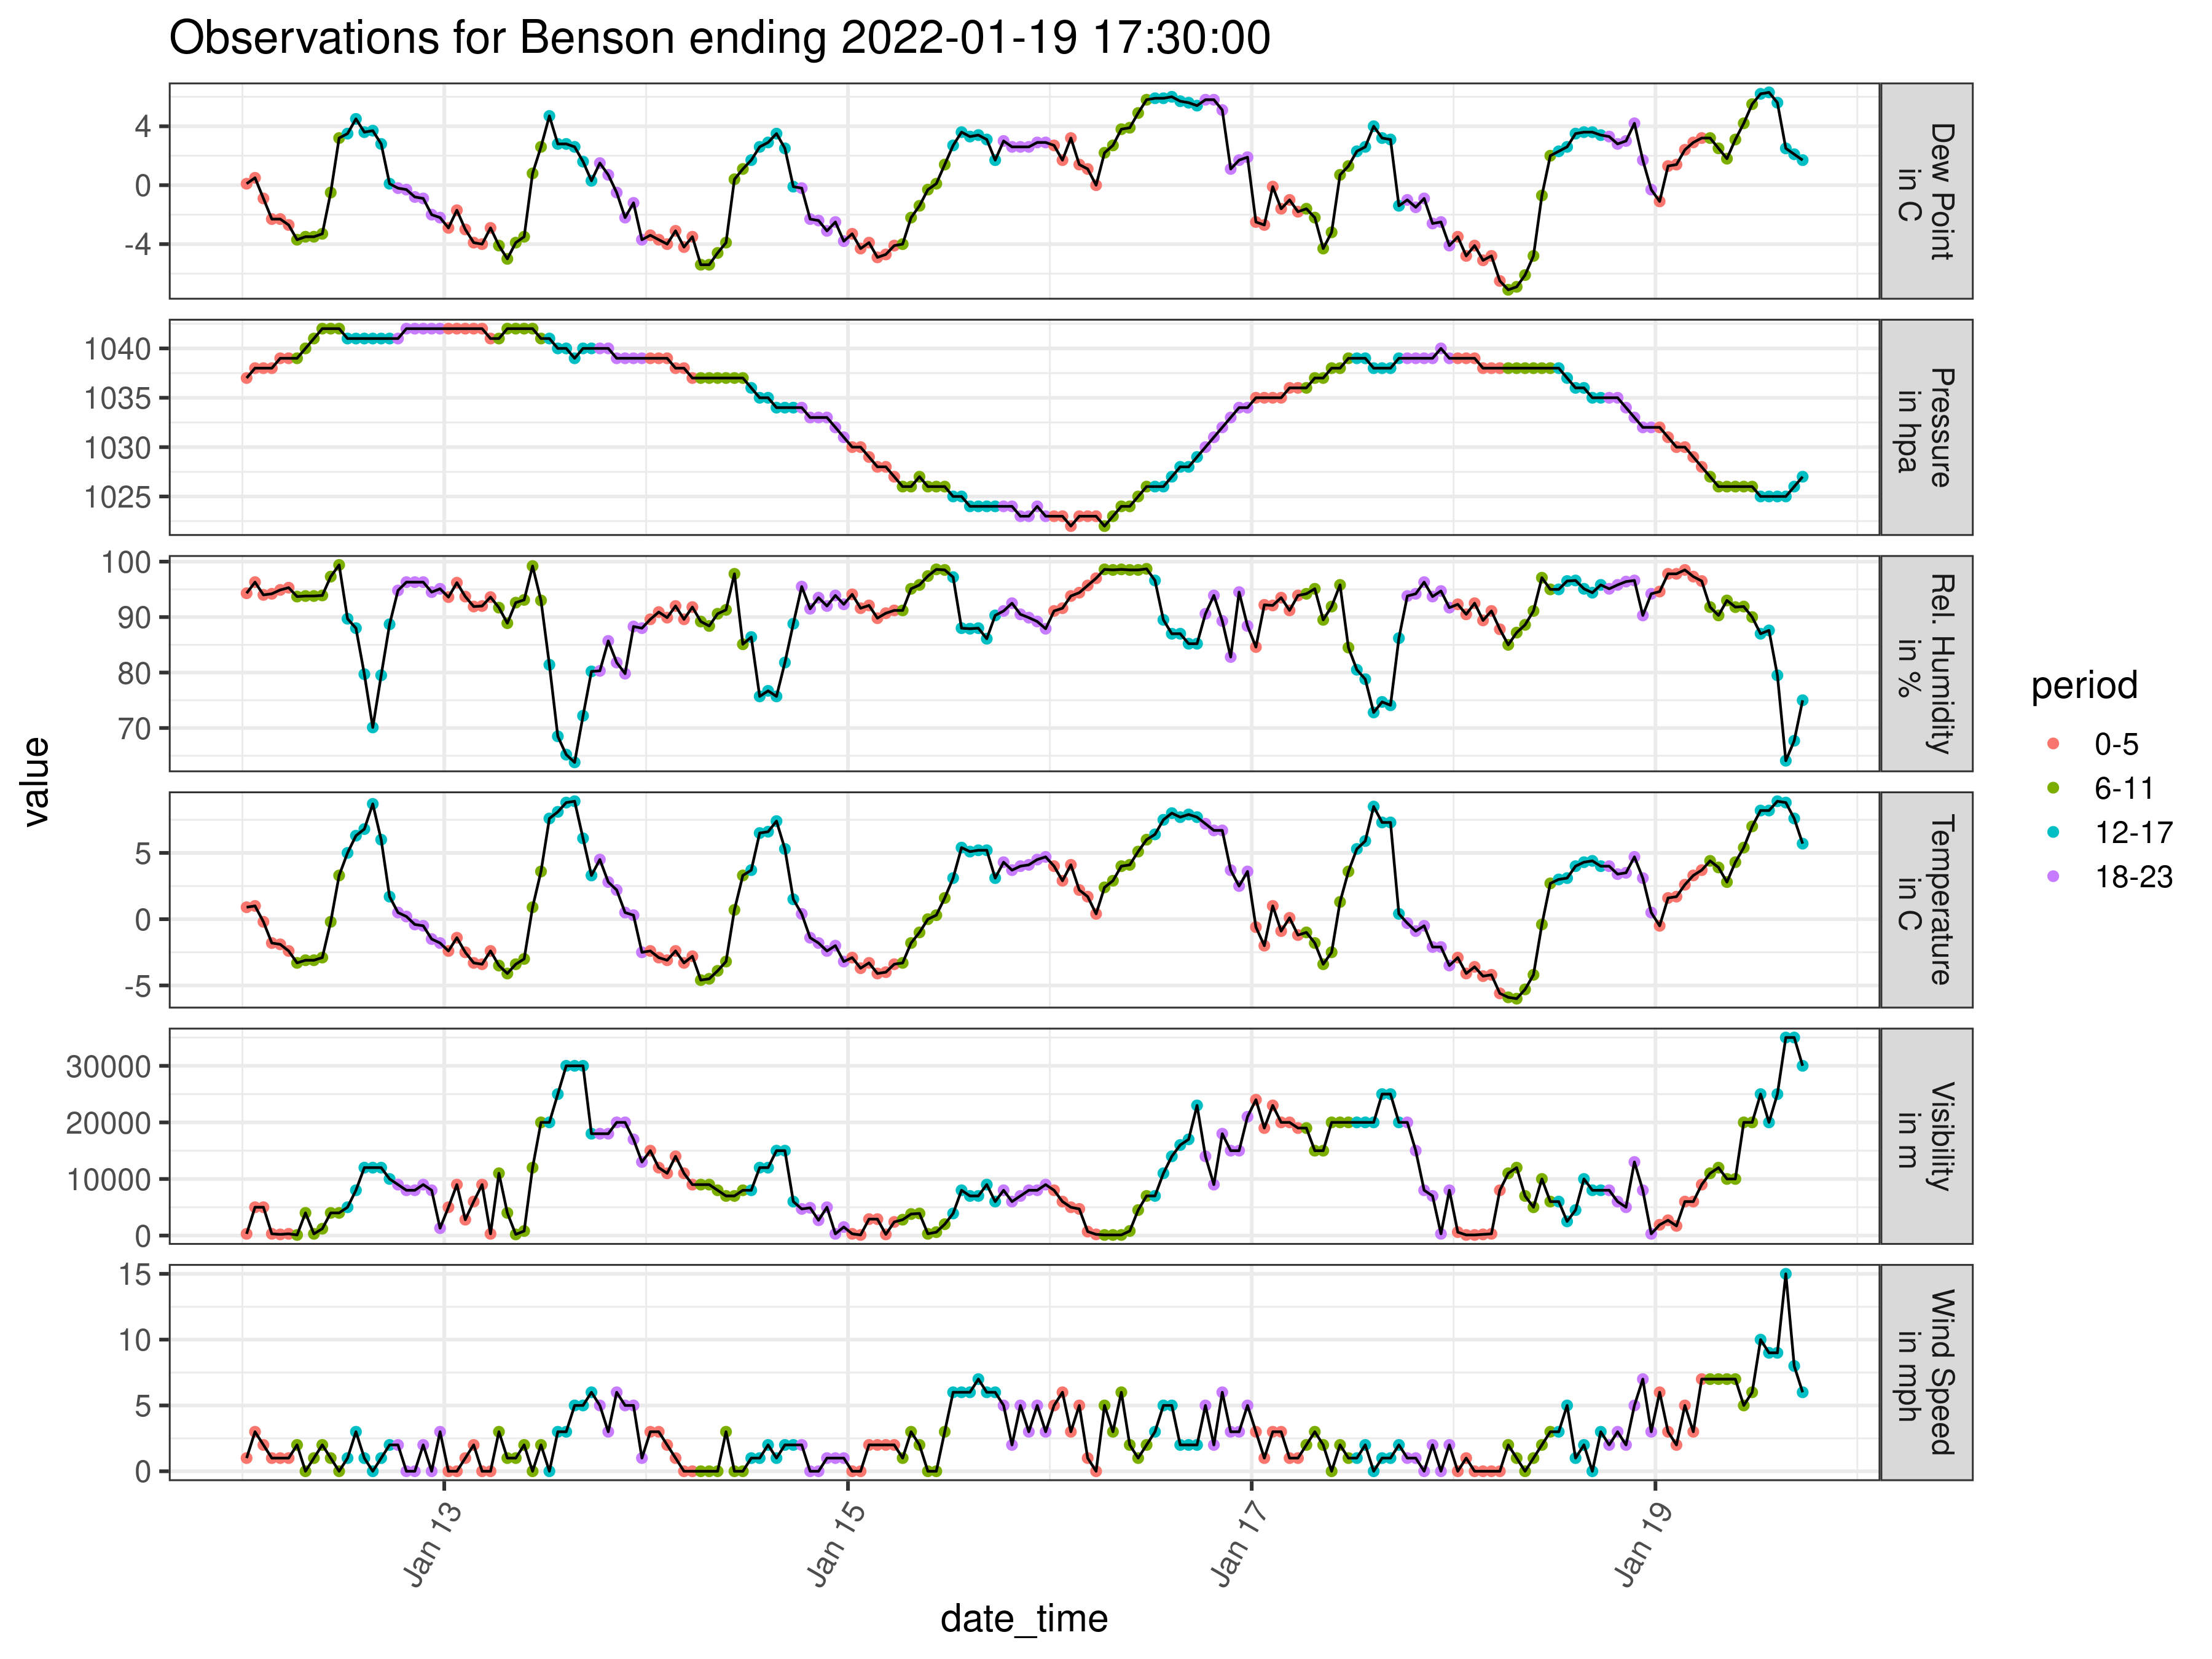 Observations for Benson ending 2022-01-19 17:30:00
value
4
0
-4
Dew Point
in C
1040
1035
1030
1025
Pressure
in hpa
100
90
80
70
Rel. Humidity
in %
5
0
-5
Temperature
in C
30000
20000
10000
0
Visibility
in m
15
10
5
0
Wind Speed
in mph
Jan 13
Jan 15
Jan 17
Jan 19
date_time
period
0-5
6-11
12-17
18-23